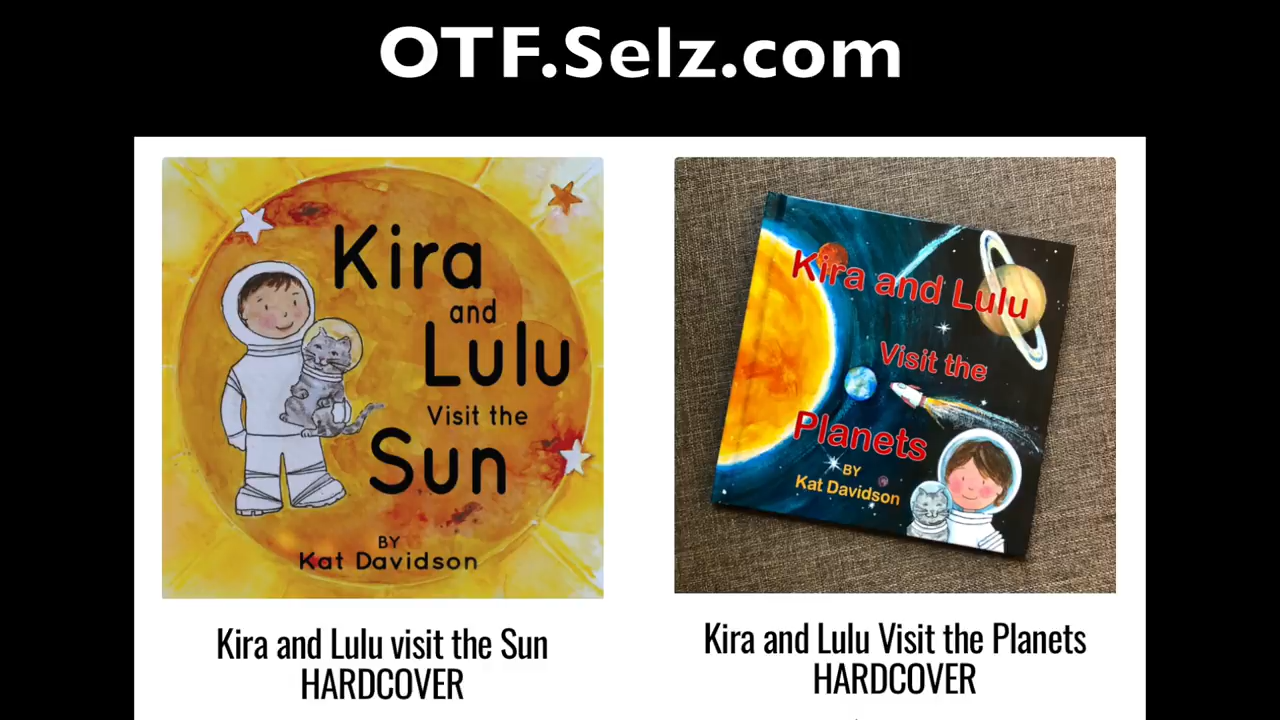 OTF.Selz.com
Kira
and
Lulu
Visit the
Sun
BY
Kat Davidson
Kira and Lulu
Visit the
Planets
BY
Kat Davidson
Kira and Lulu visit the Sun
HARDCOVER
Kira and Lulu Visit the Planets
HARDCOVER